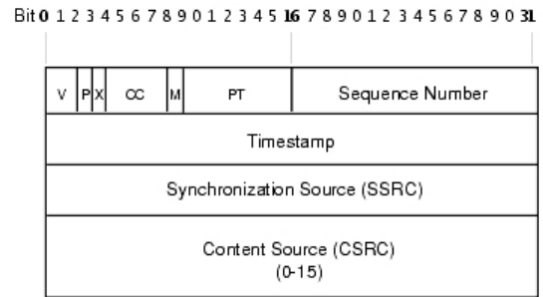 Bit 0 1 2 3 4 5 6 7 8 9 0 1 2 3 4 5 16 7 8 9 0 1 2 3 4 5 6 7 8 9 0 31
V P X CC M PT Sequence Number
Timestamp
Synchronization Source (SSRC)
Content Source (CSRC)
(0-15)